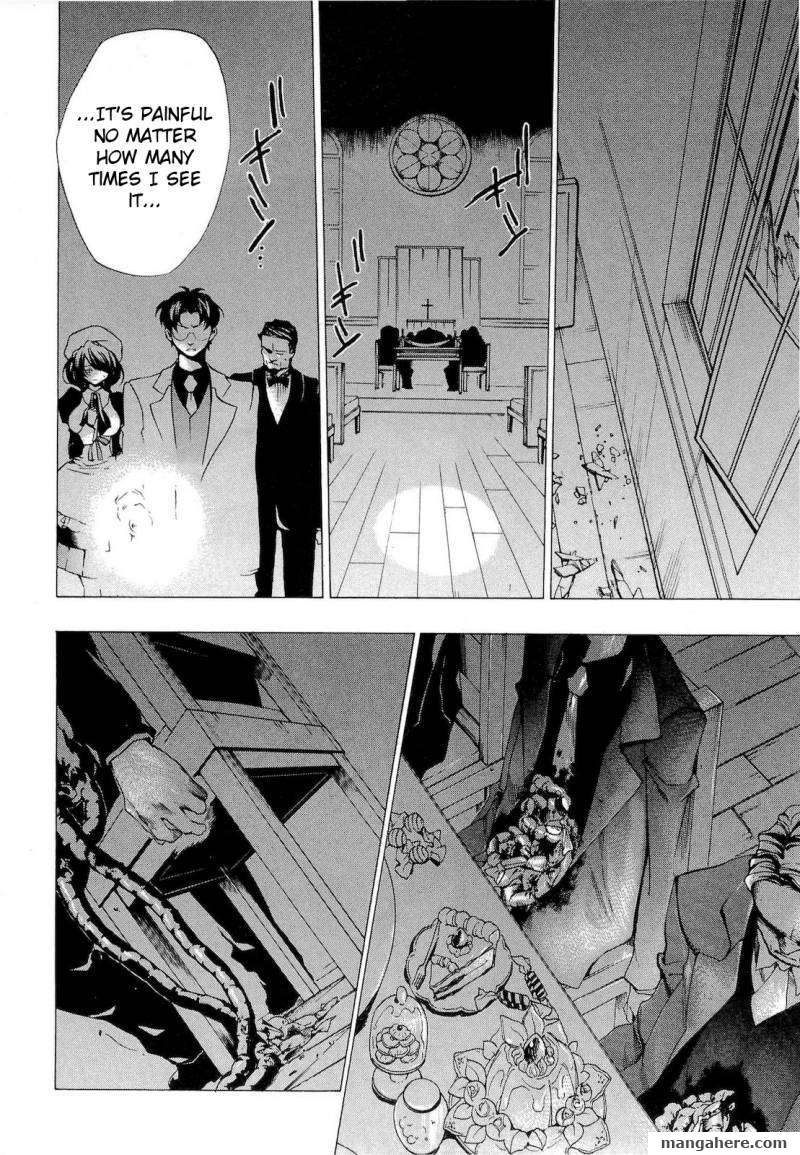 ...IT'S PAINFUL
NO MATTER
HOW MANY
TIMES I SEE
IT...
mangahere.com